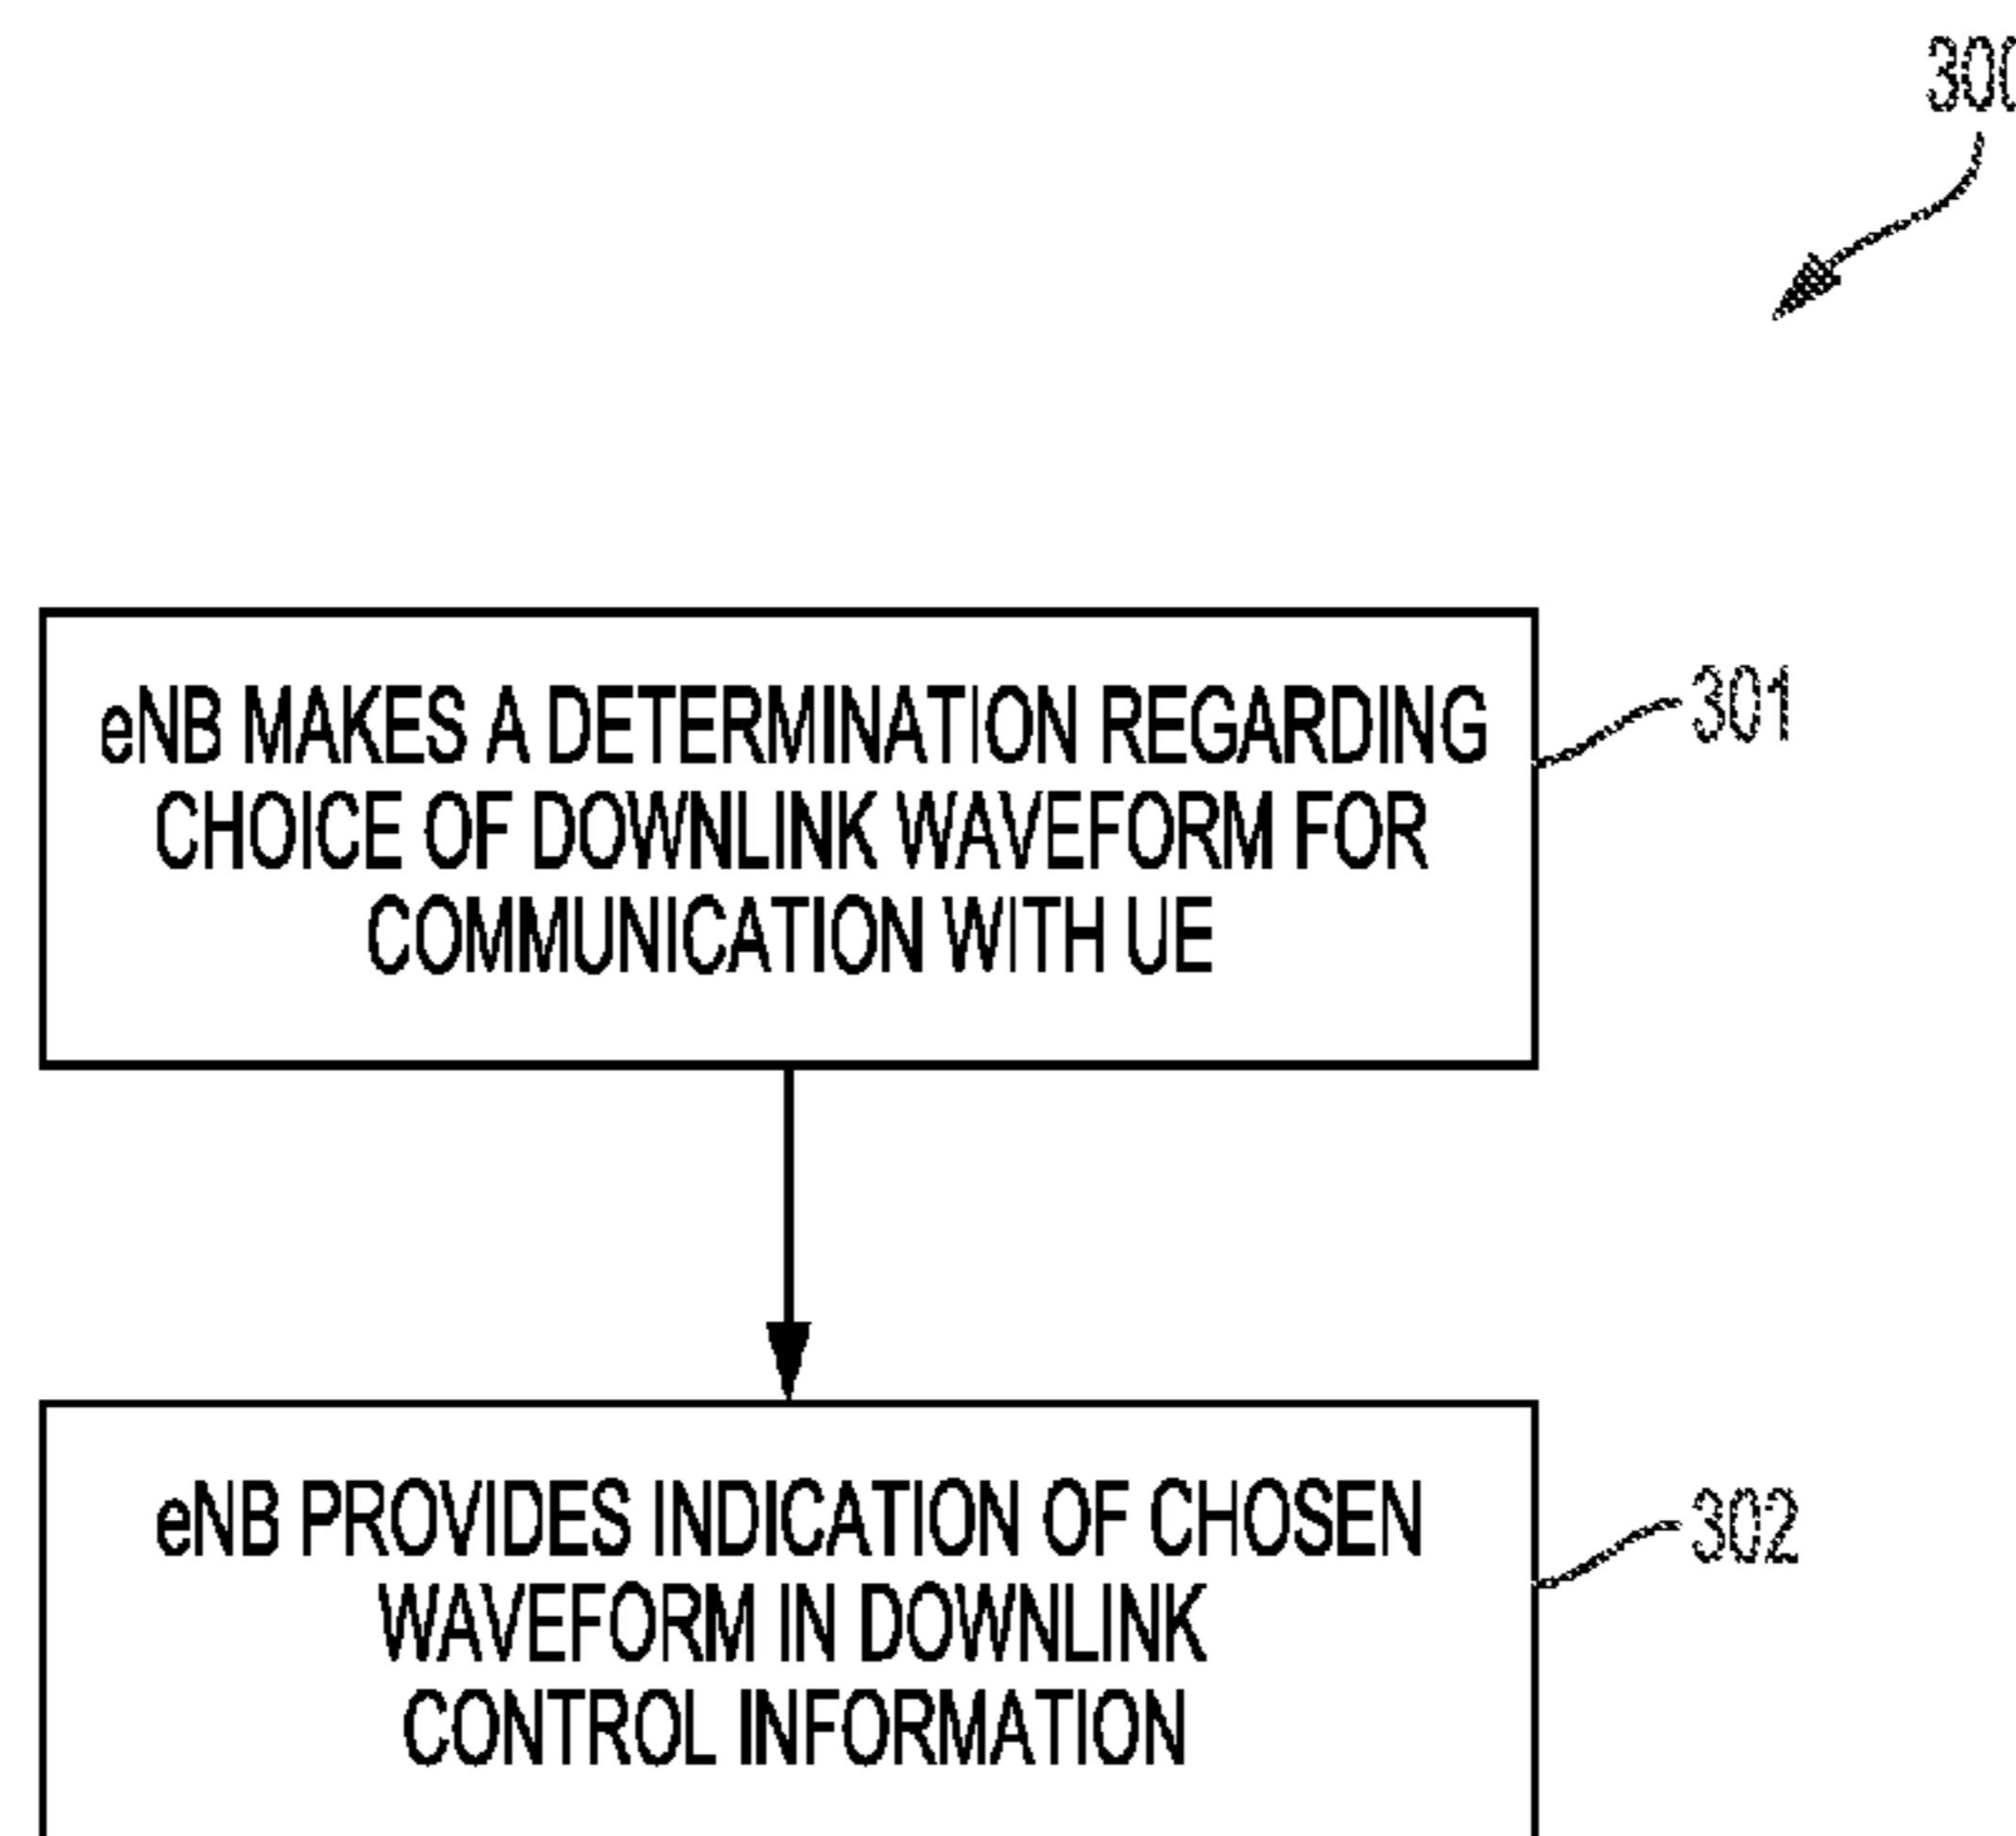 300
eNB MAKES A DETERMINATION REGARDING
CHOICE OF DOWNLINK WAVEFORM FOR
COMMUNICATION WITH UE
301
eNB PROVIDES INDICATION OF CHOSEN
WAVEFORM IN DOWNLINK
CONTROL INFORMATION
302